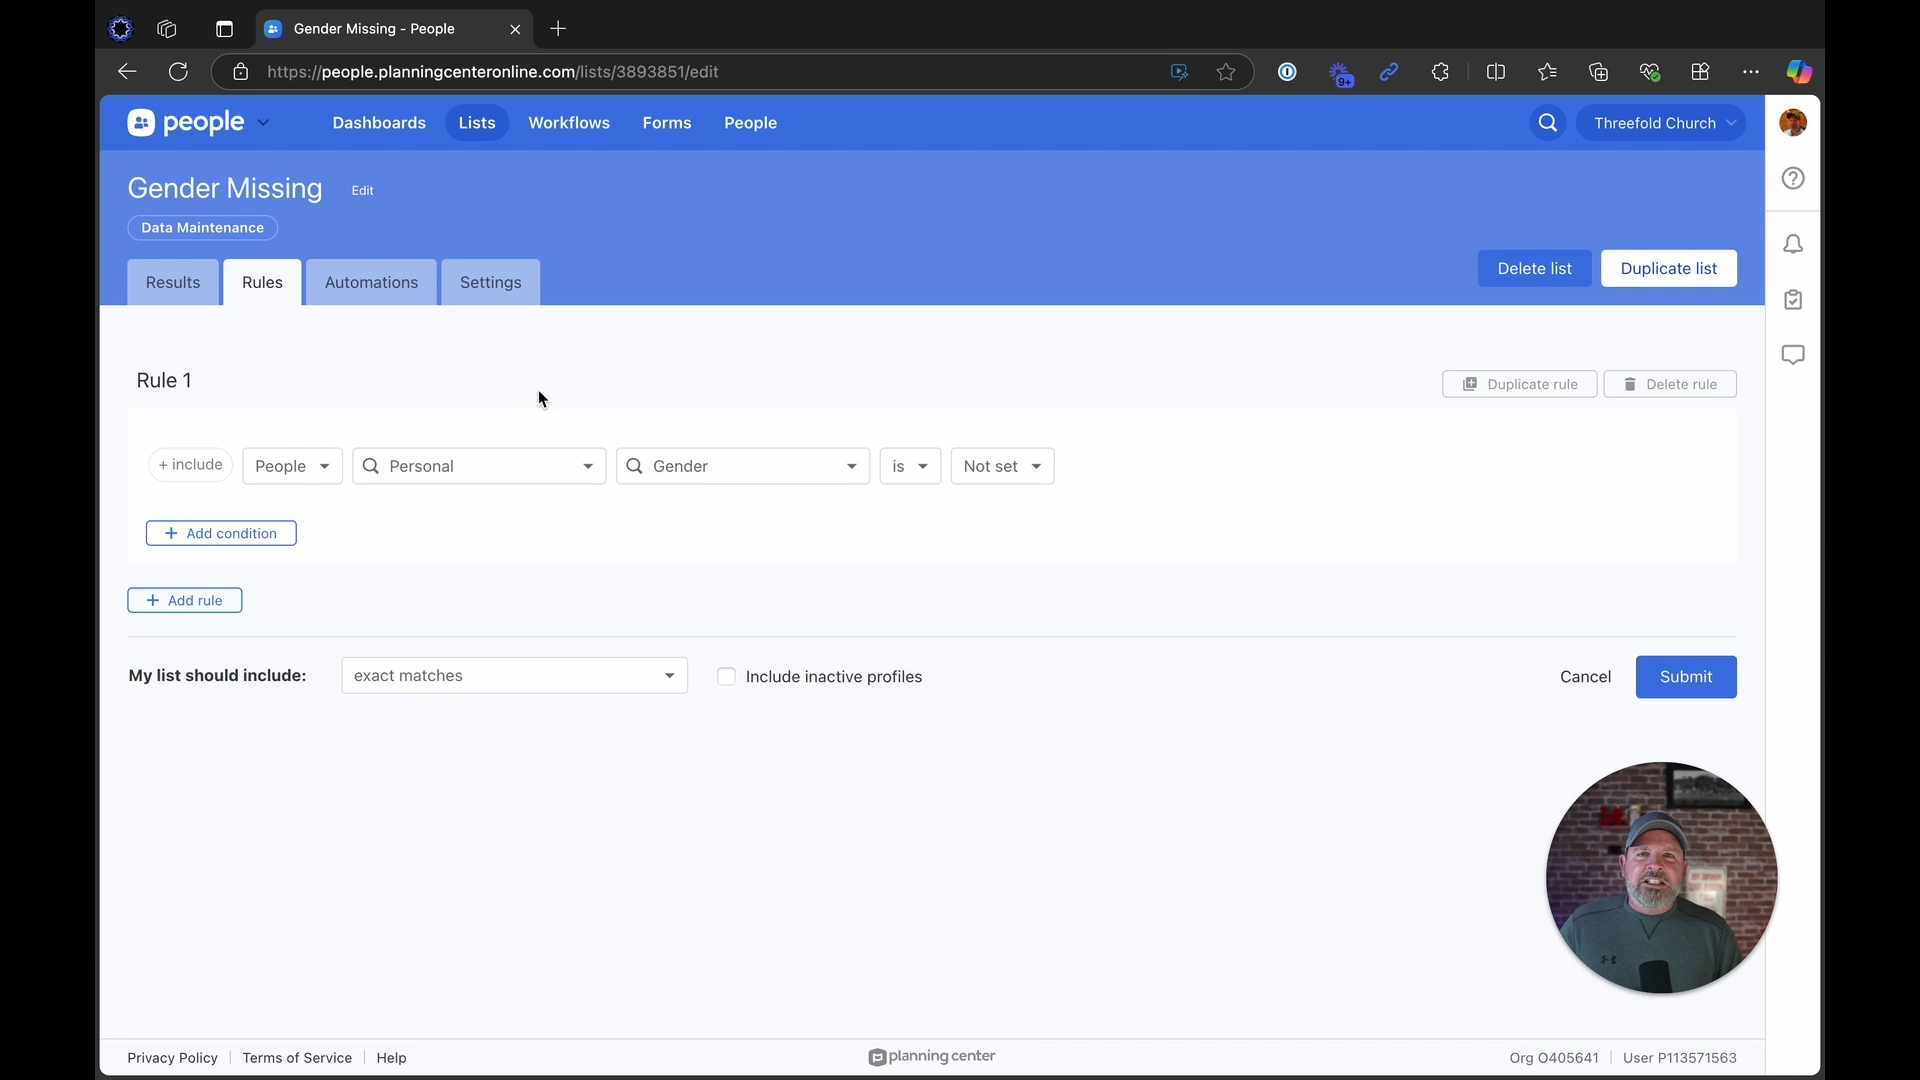 Gender Missing - People
https://people.planningcenteronline.com/lists/3893851/edit
9+
people Dashboards Lists Workflows Forms People Threefold Church
Gender Missing Edit
Data Maintenance
Results Rules Automations Settings Delete list Duplicate list
Rule 1 Duplicate rule Delete rule
+ include People Personal Gender is Not set
+ Add condition
+ Add rule
My list should include: exact matches Include inactive profiles Cancel Submit
Privacy Policy Terms of Service Help planning center Org O405641 User P113571563